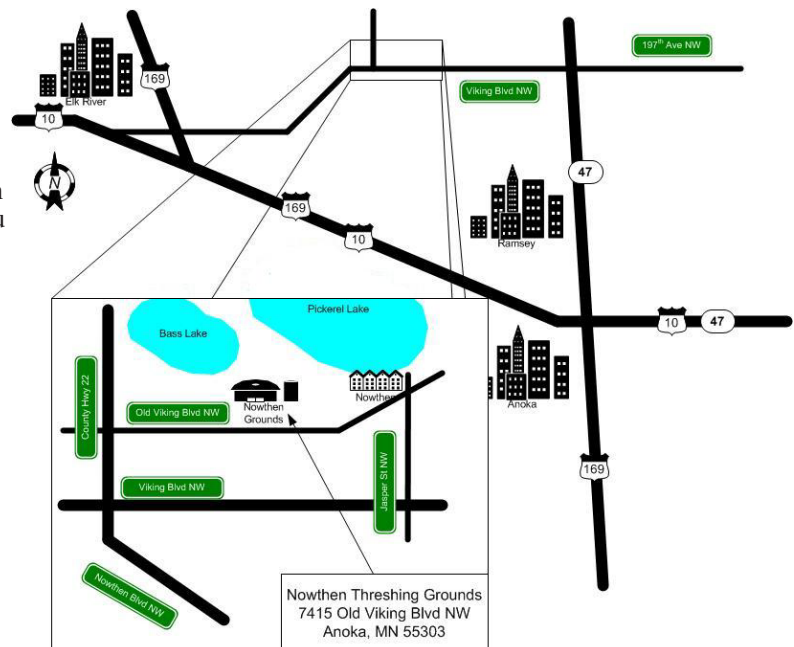 197th Ave NW
169
Elk River
Viking Blvd NW
10
N
n
u
47
169
Ramsey
10
Pickerel Lake
Bass Lake
10
47
County Hwy 22
Nowthen
Anoka
Old Viking Blvd NW
Nowthen
Grounds
169
Viking Blvd NW
Jasper St NW
Nowthen Blvd NW
Nowthen Threshing Grounds
7415 Old Viking Blvd NW
Anoka, MN 55303